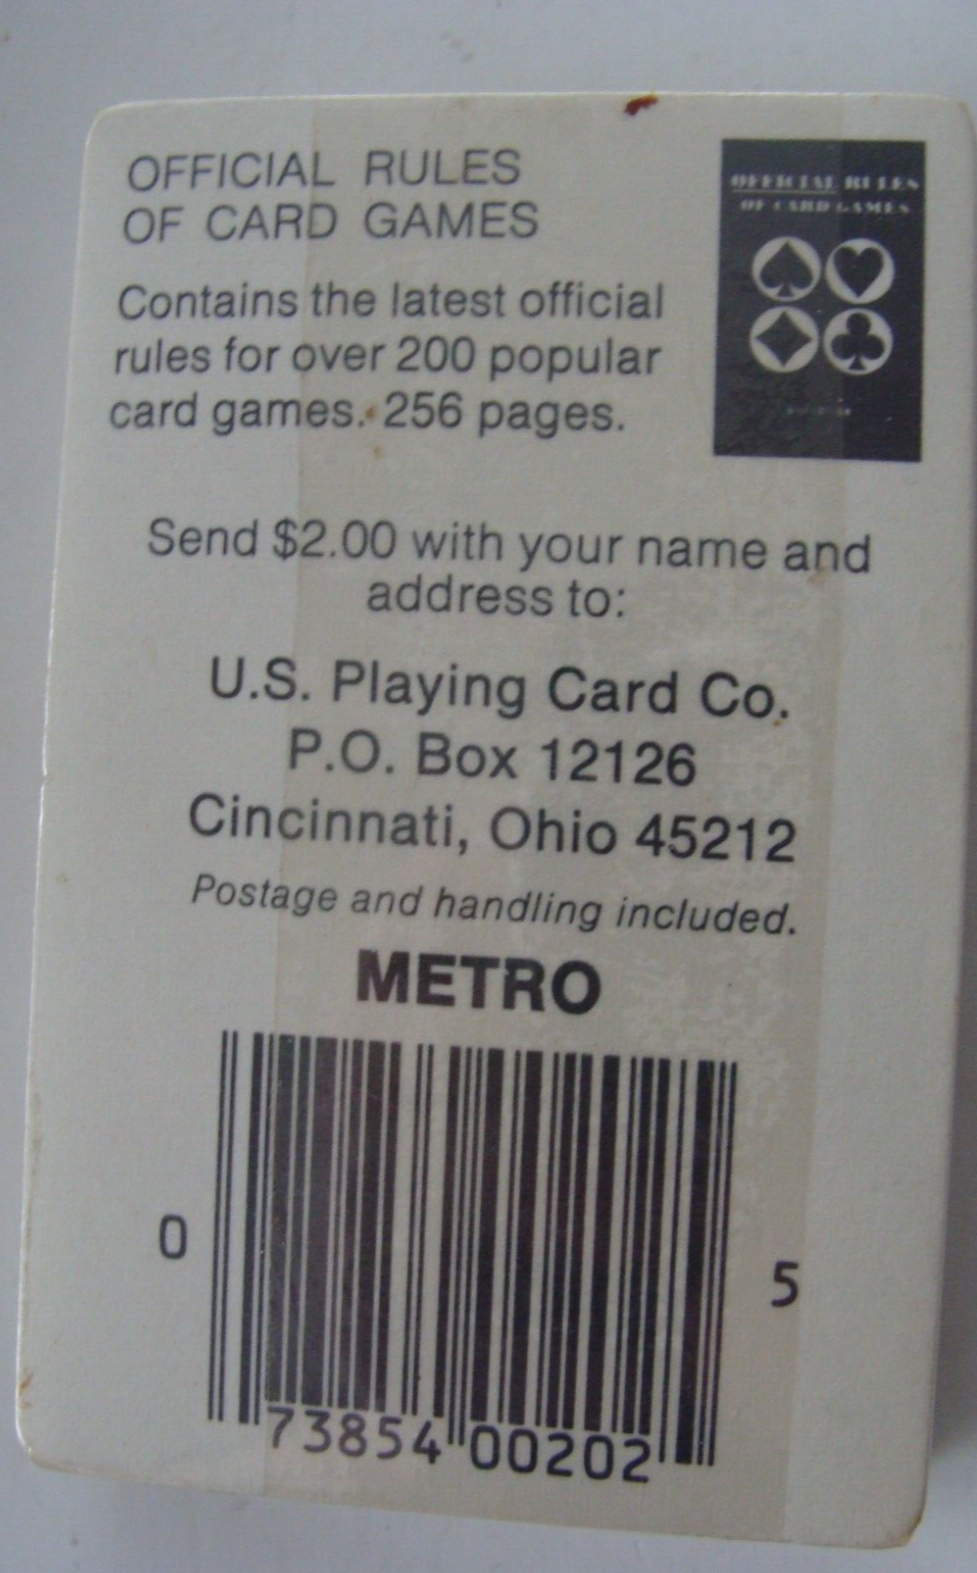 OFFICIAL RULES
OF CARD GAMES
OFFICIAL RULES
OF CARD GAMES
Contains the latest official
rules for over 200 popular
card games. 256 pages.
Send $2.00 with your name and
address to:
U.S. Playing Card Co.
P.O. Box 12126
Cincinnati, Ohio 45212
Postage and handling included.
METRO
0
5
73854 00202